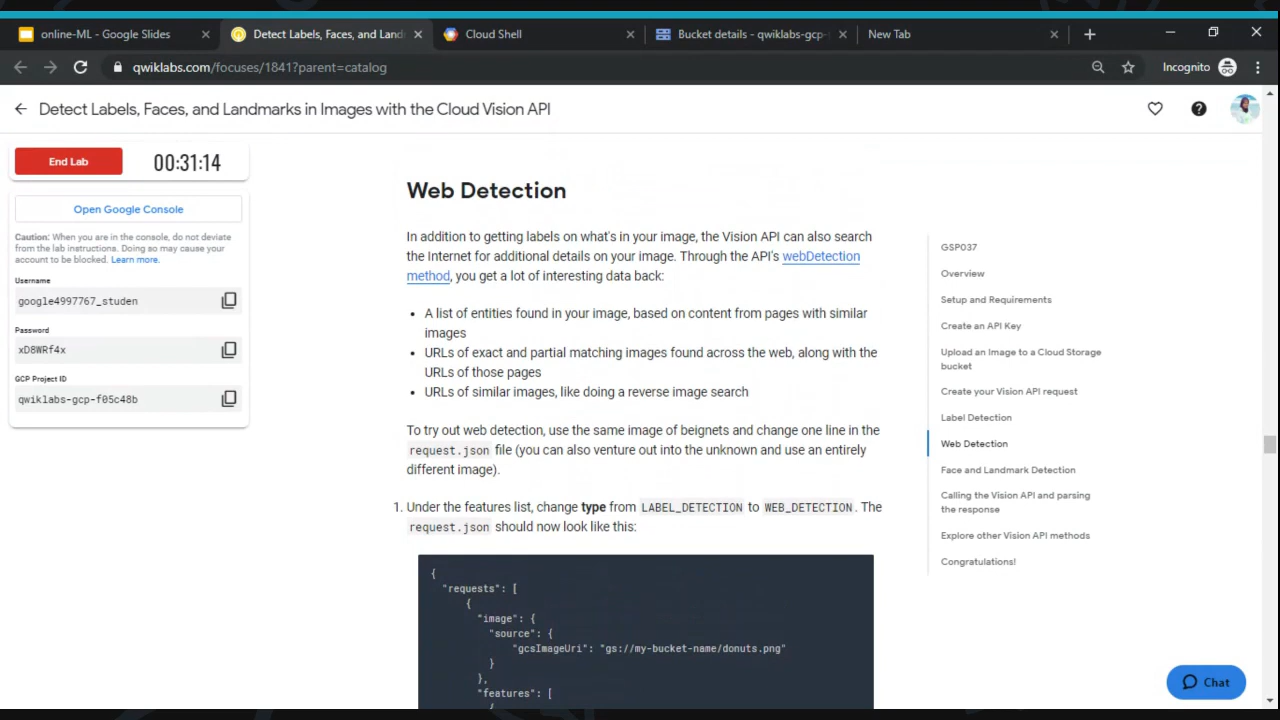 online-ML - Google Slides
Detect Labels, Faces, and Land
Cloud Shell
Bucket details - qwiklabs-gcp-
New Tab
qwiklabs.com/focuses/1841?parent=catalog
Incognito
Detect Labels, Faces, and Landmarks in Images with the Cloud Vision API
End Lab
00:31:14
Open Google Console
Caution: When you are in the console, do not deviate
from the lab instructions. Doing so may cause your
account to be blocked. Learn more.
Username
google4997767_studen
Password
xD8WRf4x
GCP Project ID
qwiklabs-gcp-f05c48b
Web Detection
In addition to getting labels on what's in your image, the Vision API can also search
the Internet for additional details on your image. Through the API's webDetection
method, you get a lot of interesting data back:
• A list of entities found in your image, based on content from pages with similar
images
• URLs of exact and partial matching images found across the web, along with the
URLs of those pages
• URLs of similar images, like doing a reverse image search
To try out web detection, use the same image of beignets and change one line in the
request.json file (you can also venture out into the unknown and use an entirely
different image).
1. Under the features list, change type from LABEL_DETECTION to WEB_DETECTION. The
request.json should now look like this:
{
"requests": [
{
"image": {
"source": {
"gcsImageUri": "gs://my-bucket-name/donuts.png"
}
},
"features": [
{
GSP037
Overview
Setup and Requirements
Create an API Key
Upload an Image to a Cloud Storage
bucket
Create your Vision API request
Label Detection
Web Detection
Face and Landmark Detection
Calling the Vision API and parsing
the response
Explore other Vision API methods
Congratulations!
Chat